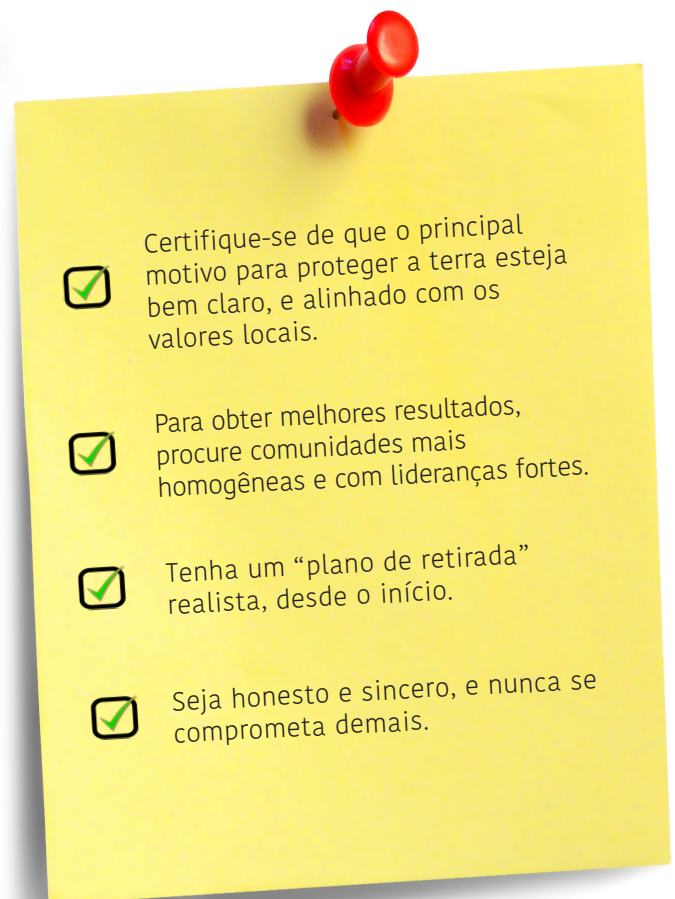 Certifique-se de que o principal
motivo para proteger a terra esteja
bem claro, e alinhado com os
valores locais.
Para obter melhores resultados,
procure comunidades mais
homogêneas e com lideranças fortes.
Tenha um “plano de retirada”
realista, desde o início.
Seja honesto e sincero, e nunca se
comprometa demais.